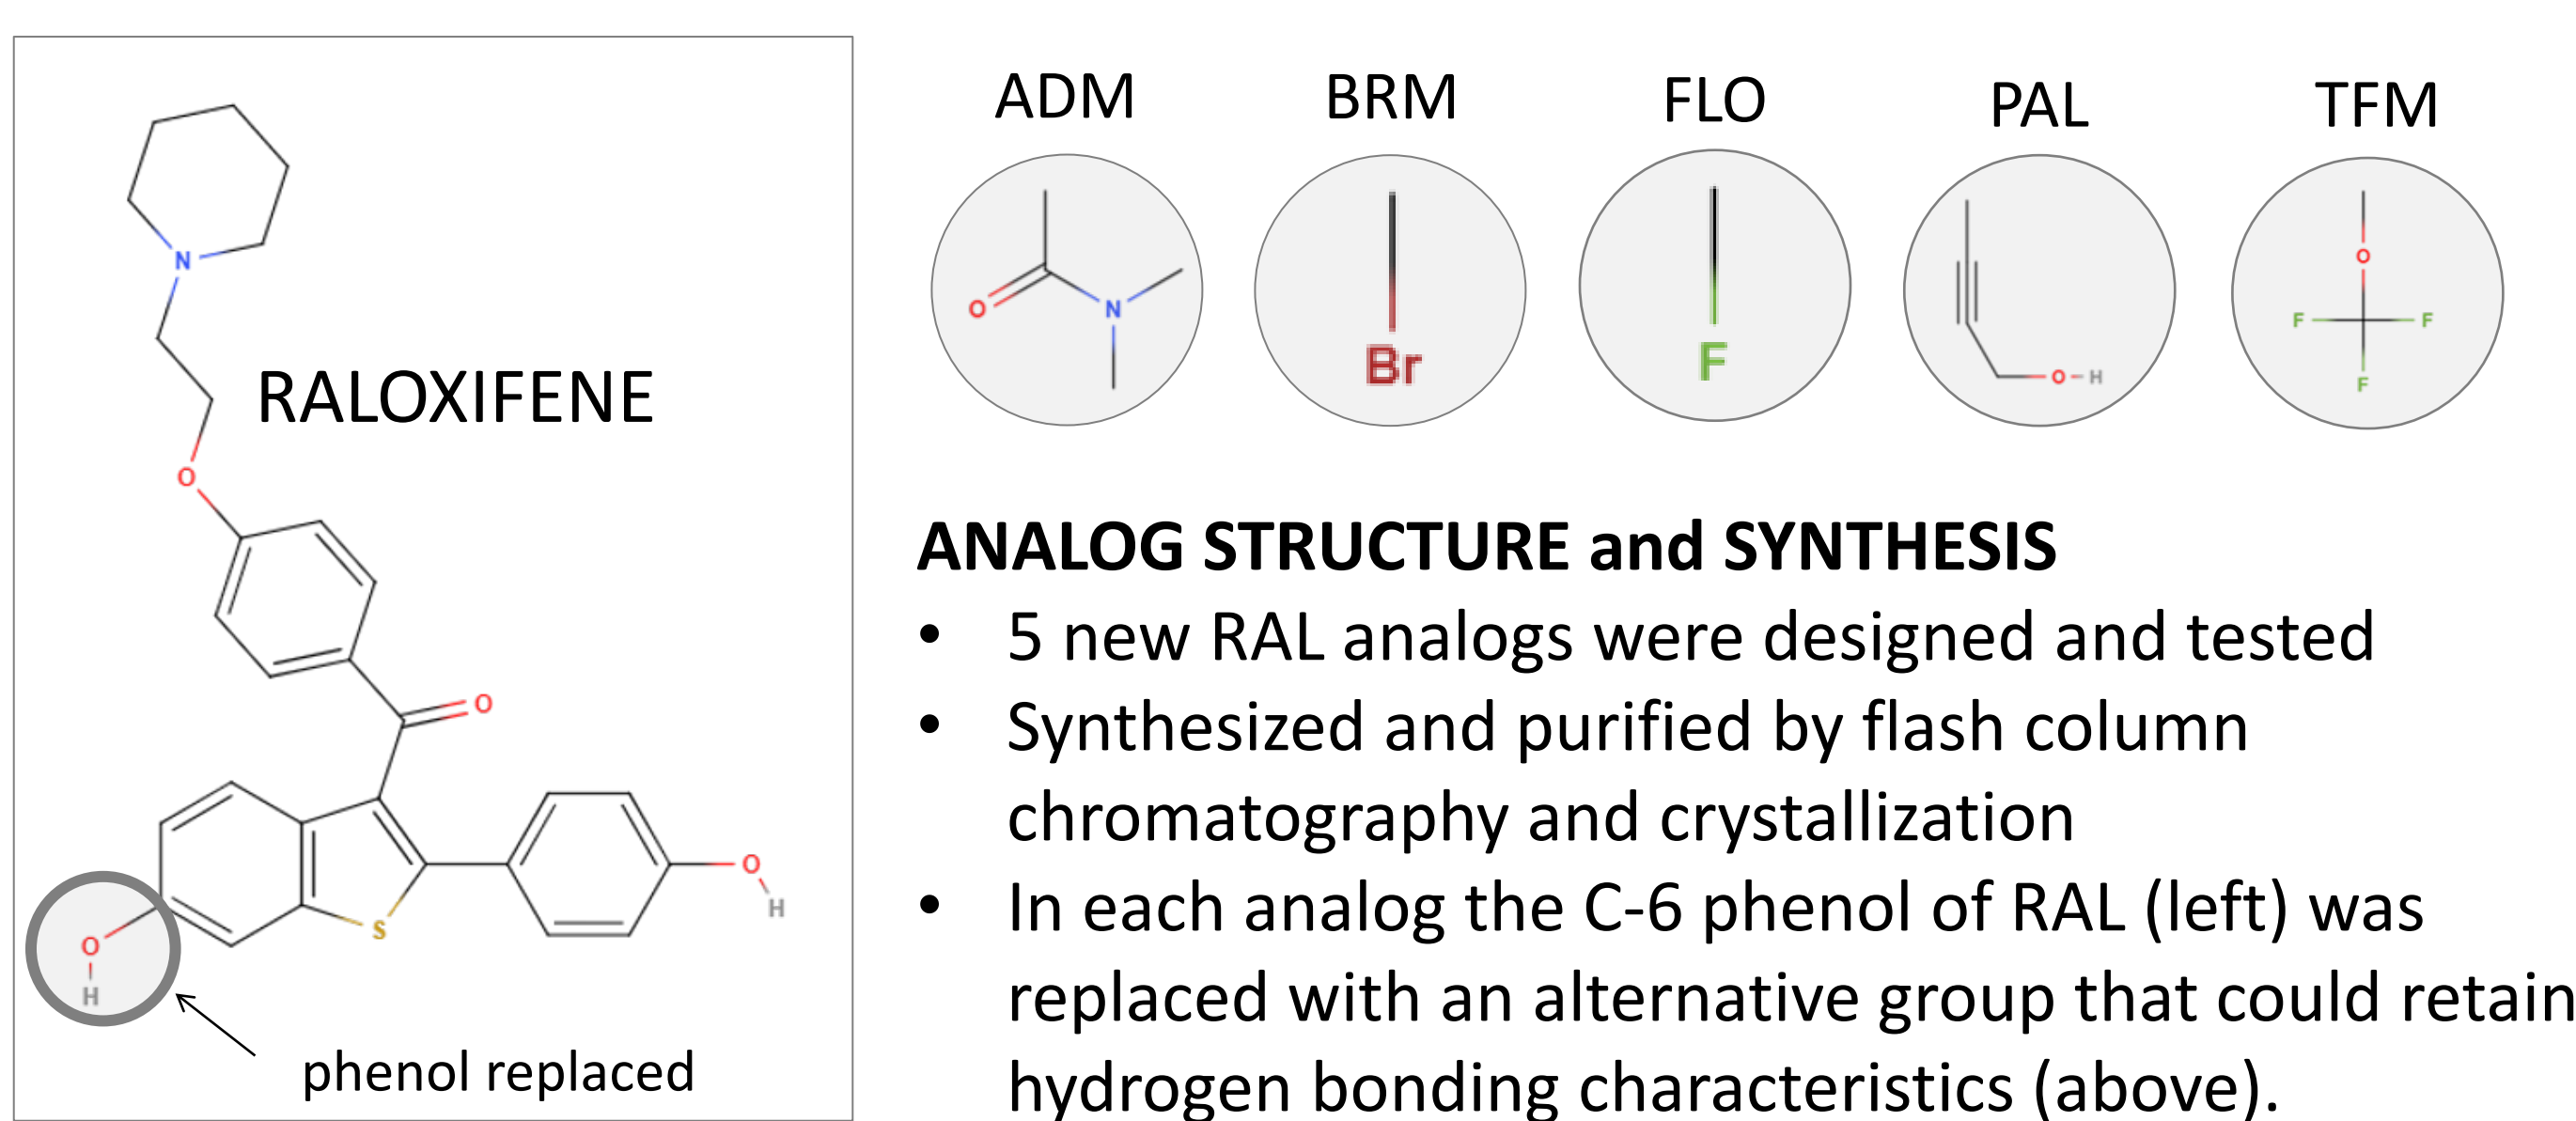 ADM BRM FLO PAL TFM
O N
Br
F
OH
O
F F
F
N
RALOXIFENE
O
O
O
H
S
O
H
phenol replaced
ANALOG STRUCTURE and SYNTHESIS
• 5 new RAL analogs were designed and tested
• Synthesized and purified by flash column
chromatography and crystallization
• In each analog the C-6 phenol of RAL (left) was
replaced with an alternative group that could retain
hydrogen bonding characteristics (above).